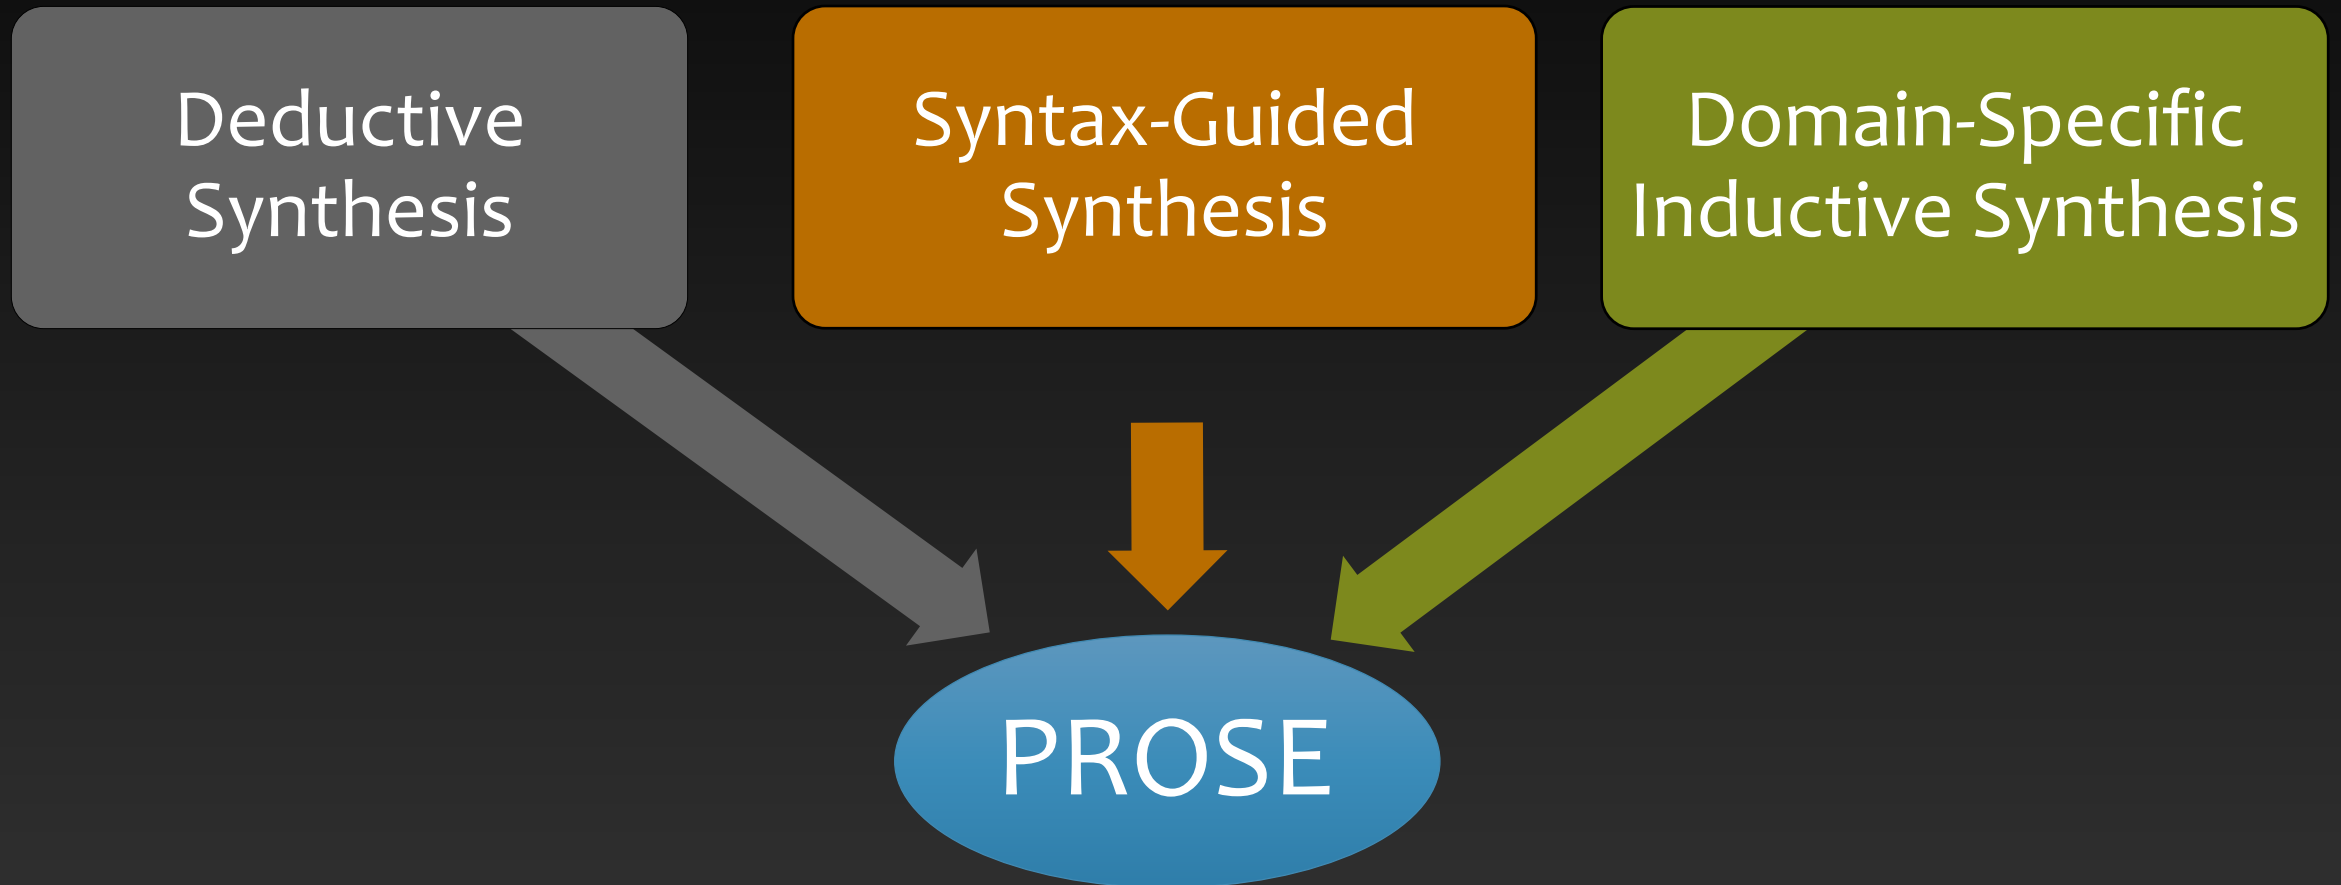 Deductive
Synthesis
Syntax-Guided
Synthesis
Domain-Specific
Inductive Synthesis
PROSE